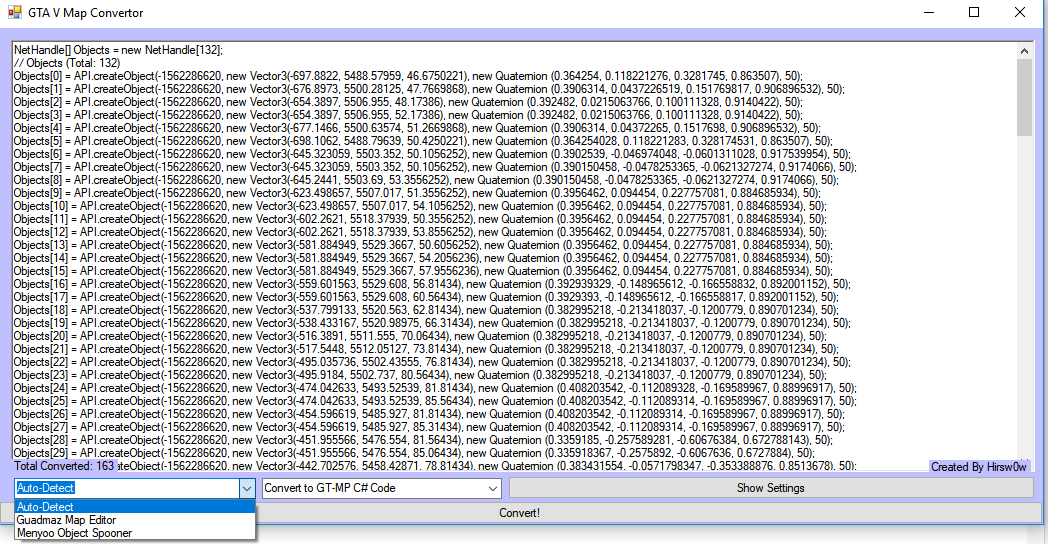 GTA V Map Convertor
NetHandle[] Objects = new NetHandle[132];
// Objects (Total: 132)
Objects[0] = API.createObject(-1562286620, new Vector3(-697.8822, 5488.57959, 46.6750221), new Quaternion (0.364254, 0.118221276, 0.3281745, 0.863507), 50);
Objects[1] = API.createObject(-1562286620, new Vector3(-676.8973, 5500.28125, 47.7669868), new Quaternion (0.3906314, 0.0437226519, 0.151769817, 0.906896532), 50);
Objects[2] = API.createObject(-1562286620, new Vector3(-654.3897, 5506.955, 48.17386), new Quaternion (0.392482, 0.0215063766, 0.100111328, 0.9140422), 50);
Objects[3] = API.createObject(-1562286620, new Vector3(-654.3897, 5506.955, 52.17386), new Quaternion (0.392482, 0.0215063766, 0.100111328, 0.9140422), 50);
Objects[4] = API.createObject(-1562286620, new Vector3(-677.1466, 5500.63574, 51.2669868), new Quaternion (0.3906314, 0.04372265, 0.1517698, 0.906896532), 50);
Objects[5] = API.createObject(-1562286620, new Vector3(-698.1062, 5488.79639, 50.4250221), new Quaternion (0.364254028, 0.118221283, 0.328174531, 0.863507), 50);
Objects[6] = API.createObject(-1562286620, new Vector3(-645.323059, 5503.352, 50.1056252), new Quaternion (0.3902539, -0.046974048, -0.0601311028, 0.917539954), 50);
Objects[7] = API.createObject(-1562286620, new Vector3(-645.323059, 5503.352, 50.1056252), new Quaternion (0.390150458, -0.0478253365, -0.0621327274, 0.9174066), 50);
Objects[8] = API.createObject(-1562286620, new Vector3(-645.2441, 5503.69, 53.3556252), new Quaternion (0.390150458, -0.0478253365, -0.0621327274, 0.9174066), 50);
Objects[9] = API.createObject(-1562286620, new Vector3(-623.498657, 5507.017, 51.3556252), new Quaternion (0.3956462, 0.094454, 0.227757081, 0.884685934), 50);
Objects[10] = API.createObject(-1562286620, new Vector3(-623.498657, 5507.017, 54.1056252), new Quaternion (0.3956462, 0.094454, 0.227757081, 0.884685934), 50);
Objects[11] = API.createObject(-1562286620, new Vector3(-602.2621, 5518.37939, 50.3556252), new Quaternion (0.3956462, 0.094454, 0.227757081, 0.884685934), 50);
Objects[12] = API.createObject(-1562286620, new Vector3(-602.2621, 5518.37939, 53.8556252), new Quaternion (0.3956462, 0.094454, 0.227757081, 0.884685934), 50);
Objects[13] = API.createObject(-1562286620, new Vector3(-581.884949, 5529.3667, 50.6056252), new Quaternion (0.3956462, 0.094454, 0.227757081, 0.884685934), 50);
Objects[14] = API.createObject(-1562286620, new Vector3(-581.884949, 5529.3667, 54.2056236), new Quaternion (0.3956462, 0.094454, 0.227757081, 0.884685934), 50);
Objects[15] = API.createObject(-1562286620, new Vector3(-581.884949, 5529.3667, 57.9556236), new Quaternion (0.3956462, 0.094454, 0.227757081, 0.884685934), 50);
Objects[16] = API.createObject(-1562286620, new Vector3(-559.601563, 5529.608, 56.81434), new Quaternion (0.392939329, -0.148965612, -0.166558832, 0.892001152), 50);
Objects[17] = API.createObject(-1562286620, new Vector3(-559.601563, 5529.608, 60.56434), new Quaternion (0.3929393, -0.148965612, -0.166558817, 0.892001152), 50);
Objects[18] = API.createObject(-1562286620, new Vector3(-537.799133, 5520.563, 62.81434), new Quaternion (0.382995218, -0.213418037, -0.1200779, 0.890701234), 50);
Objects[19] = API.createObject(-1562286620, new Vector3(-538.433167, 5520.98975, 66.31434), new Quaternion (0.382995218, -0.213418037, -0.1200779, 0.890701234), 50);
Objects[20] = API.createObject(-1562286620, new Vector3(-516.3891, 5511.555, 70.06434), new Quaternion (0.382995218, -0.213418037, -0.1200779, 0.890701234), 50);
Objects[21] = API.createObject(-1562286620, new Vector3(-517.5448, 5512.05127, 73.81434), new Quaternion (0.382995218, -0.213418037, -0.1200779, 0.890701234), 50);
Objects[22] = API.createObject(-1562286620, new Vector3(-495.035736, 5502.43555, 76.81434), new Quaternion (0.382995218, -0.213418037, -0.1200779, 0.890701234), 50);
Objects[23] = API.createObject(-1562286620, new Vector3(-495.9184, 5502.737, 80.56434), new Quaternion (0.382995218, -0.213418037, -0.1200779, 0.890701234), 50);
Objects[24] = API.createObject(-1562286620, new Vector3(-474.042633, 5493.52539, 81.81434), new Quaternion (0.408203542, -0.112089328, -0.169589967, 0.88996917), 50);
Objects[25] = API.createObject(-1562286620, new Vector3(-474.042633, 5493.52539, 85.56434), new Quaternion (0.408203542, -0.112089314, -0.169589967, 0.88996917), 50);
Objects[26] = API.createObject(-1562286620, new Vector3(-454.596619, 5485.927, 81.81434), new Quaternion (0.408203542, -0.112089314, -0.169589967, 0.88996917), 50);
Objects[27] = API.createObject(-1562286620, new Vector3(-454.596619, 5485.927, 85.31434), new Quaternion (0.408203542, -0.112089314, -0.169589967, 0.88996917), 50);
Objects[28] = API.createObject(-1562286620, new Vector3(-451.955566, 5476.554, 81.56434), new Quaternion (0.3359185, -0.257589281, -0.60676384, 0.672788143), 50);
Objects[29] = API.createObject(-1562286620, new Vector3(-451.955566, 5476.554, 85.06434), new Quaternion (0.335918367, -0.2575892, -0.6067636, 0.6727884), 50);
Total Converted: 163 ateObject(-1562286620, new Vector3(-442.702576, 5458.42871, 78.81434), new Quaternion (0.383431554, -0.0571798347, -0.353388876, 0.8513678), 50);
Created By Hirsw0w
Auto-Detect
Convert to GT-MP C# Code
Show Settings
Auto-Detect
Guadmaz Map Editor
Menyoo Object Spooner
Convert!